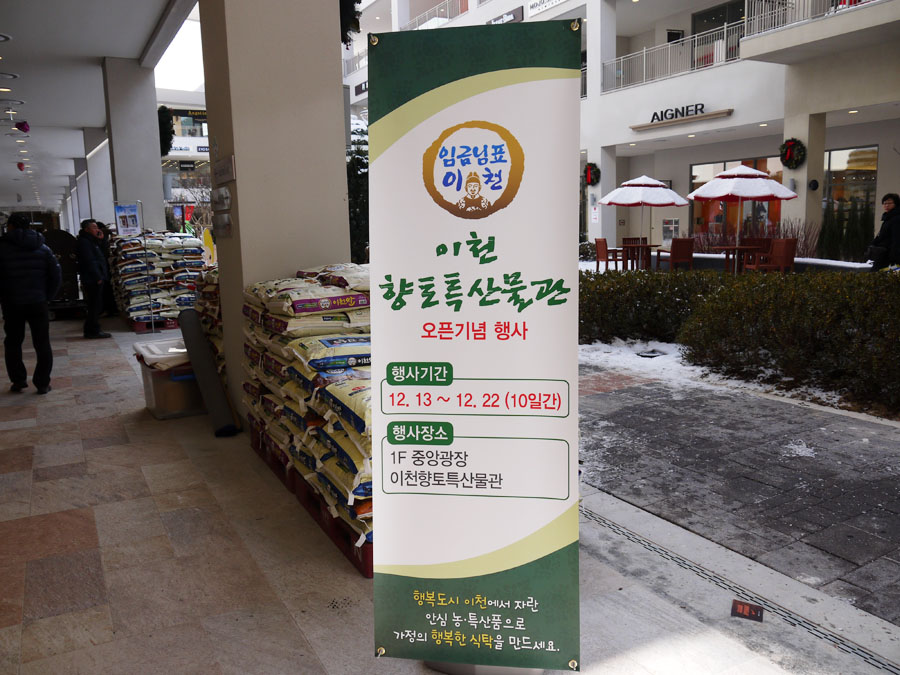 임금님표
이천
이천
향토특산물관
오픈기념 행사
행사기간
12. 13 ~ 12. 22 (10일간)
행사장소
1F 중앙광장
이천향토특산물관
행복도시 이천에서 자란
안심 농·특산품으로
가정의 행복한 식탁을 만드세요.
AIGNER